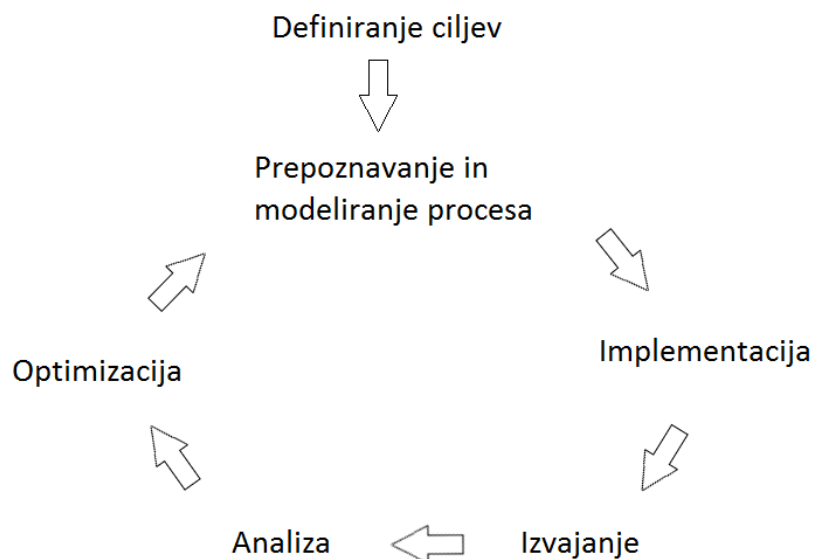 Definiranje ciljev
Prepoznavanje in
modeliranje procesa
Implementacija
Optimizacija
Analiza
Izvajanje